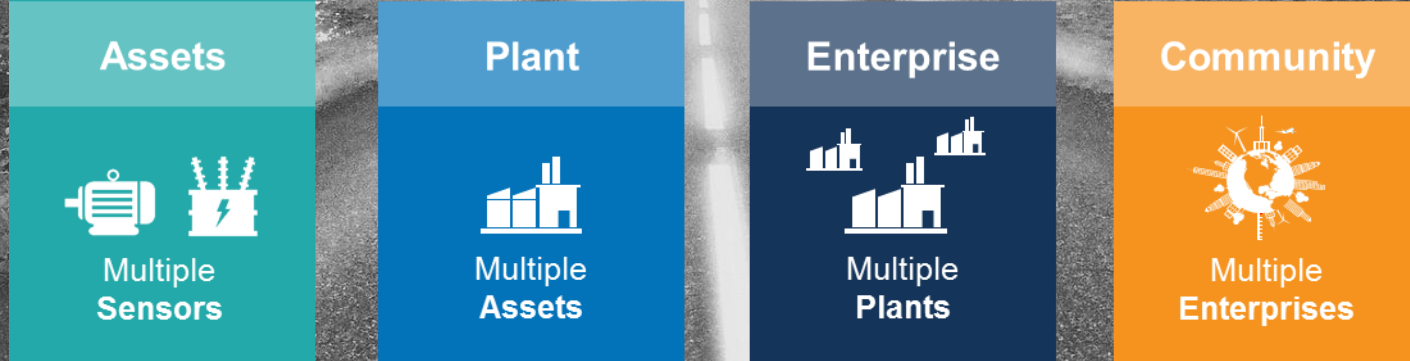 Assets
Multiple
Sensors
Plant
Multiple
Assets
Enterprise
Multiple
Plants
Community
Multiple
Enterprises